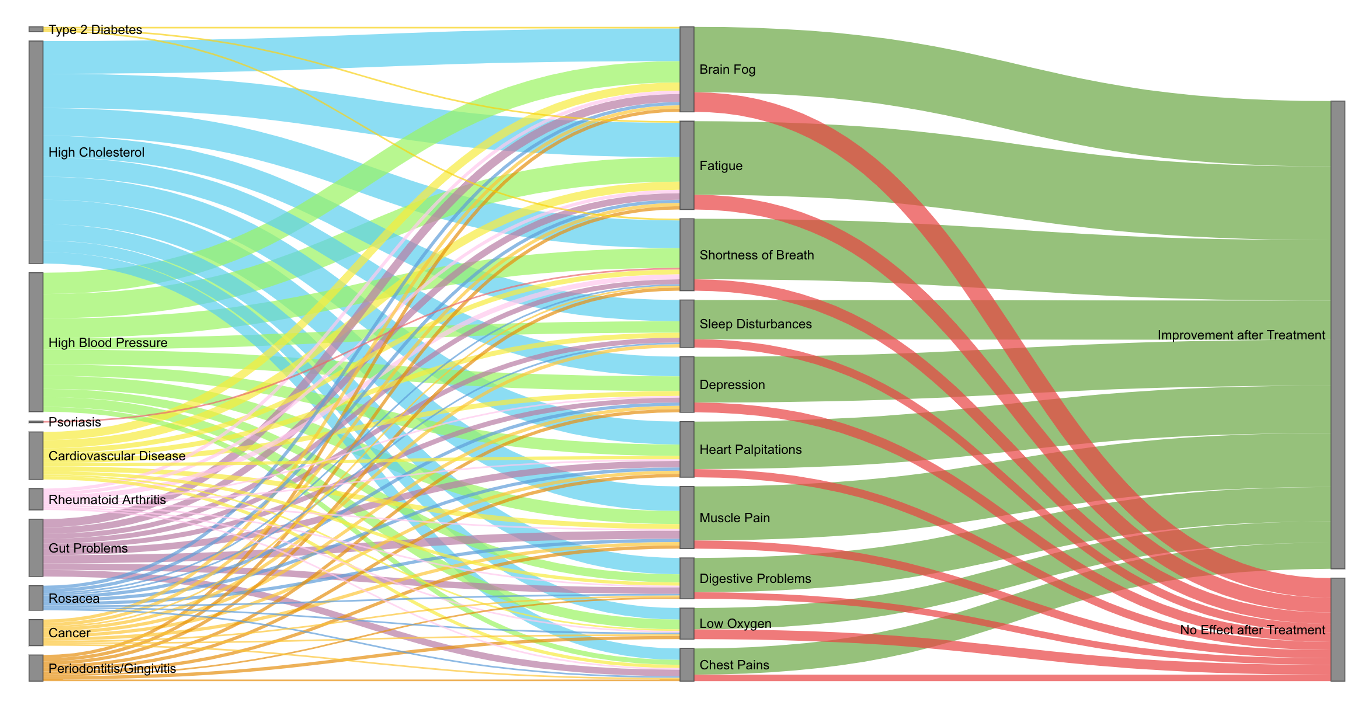 Type 2 Diabetes
High Cholesterol
High Blood Pressure
Psoriasis
Cardiovascular Disease
Rheumatoid Arthritis
Gut Problems
Rosacea
Cancer
Periodontitis/Gingivitis
Brain Fog
Fatigue
Shortness of Breath
Sleep Disturbances
Depression
Heart Palpitations
Muscle Pain
Digestive Problems
Low Oxygen
Chest Pains
Improvement after Treatment
No Effect after Treatment